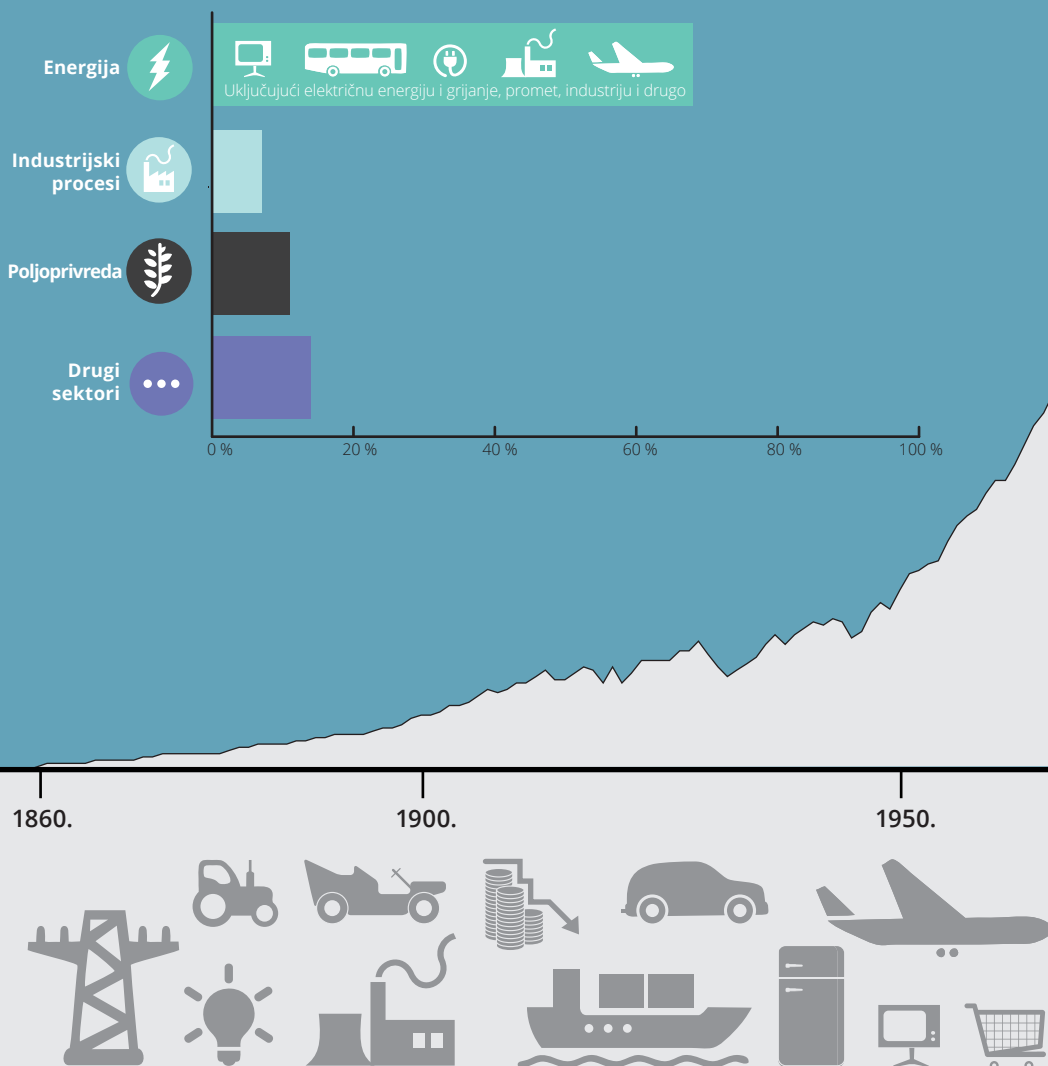 Energija
Uključujući električnu energiju i grijanje, promet, industriju i drugo
Industrijski
procesi
Poljoprivreda
Drugi
sektori
0 % 20 % 40 % 60 % 80 % 100 %
1860. 1900. 1950.